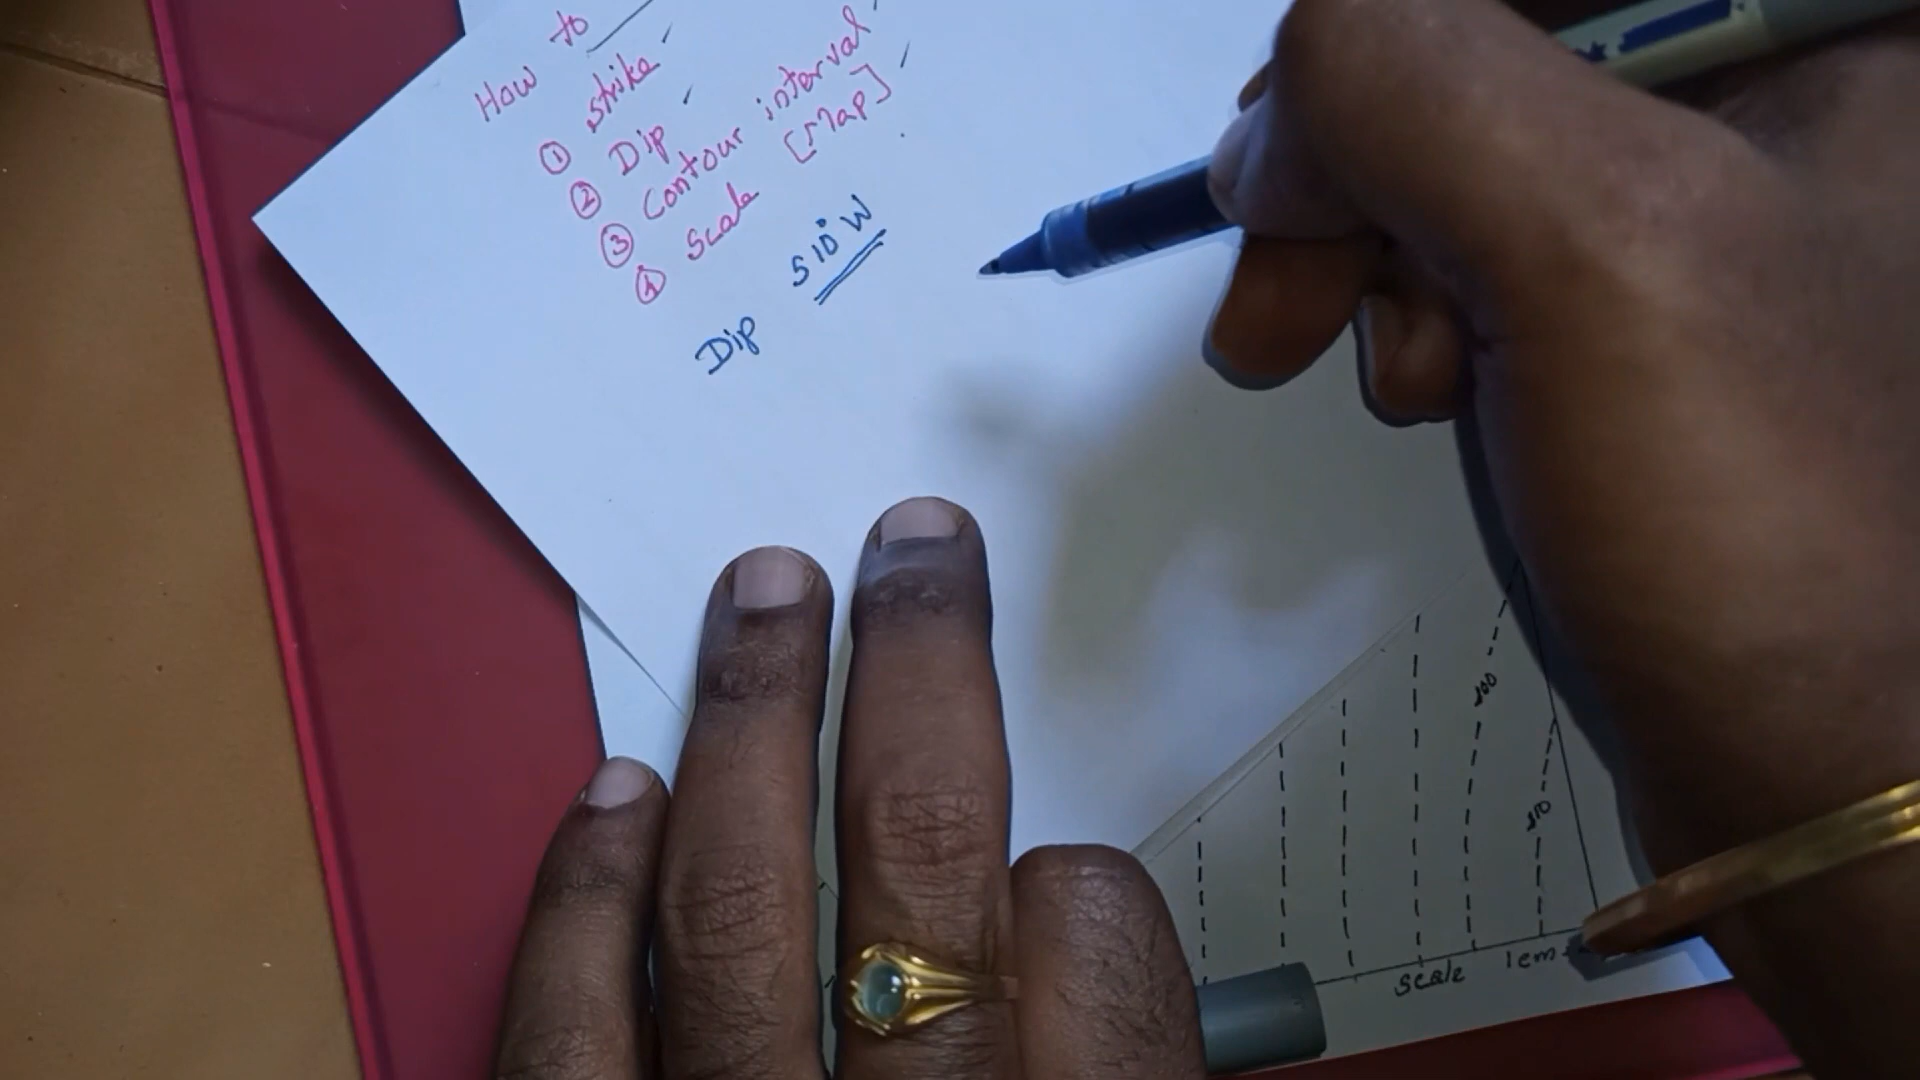 How to
① Strike
② Dip
③ Contour interval
④ Scale [Map]
Dip S10°W
100
110
Scale 1cm